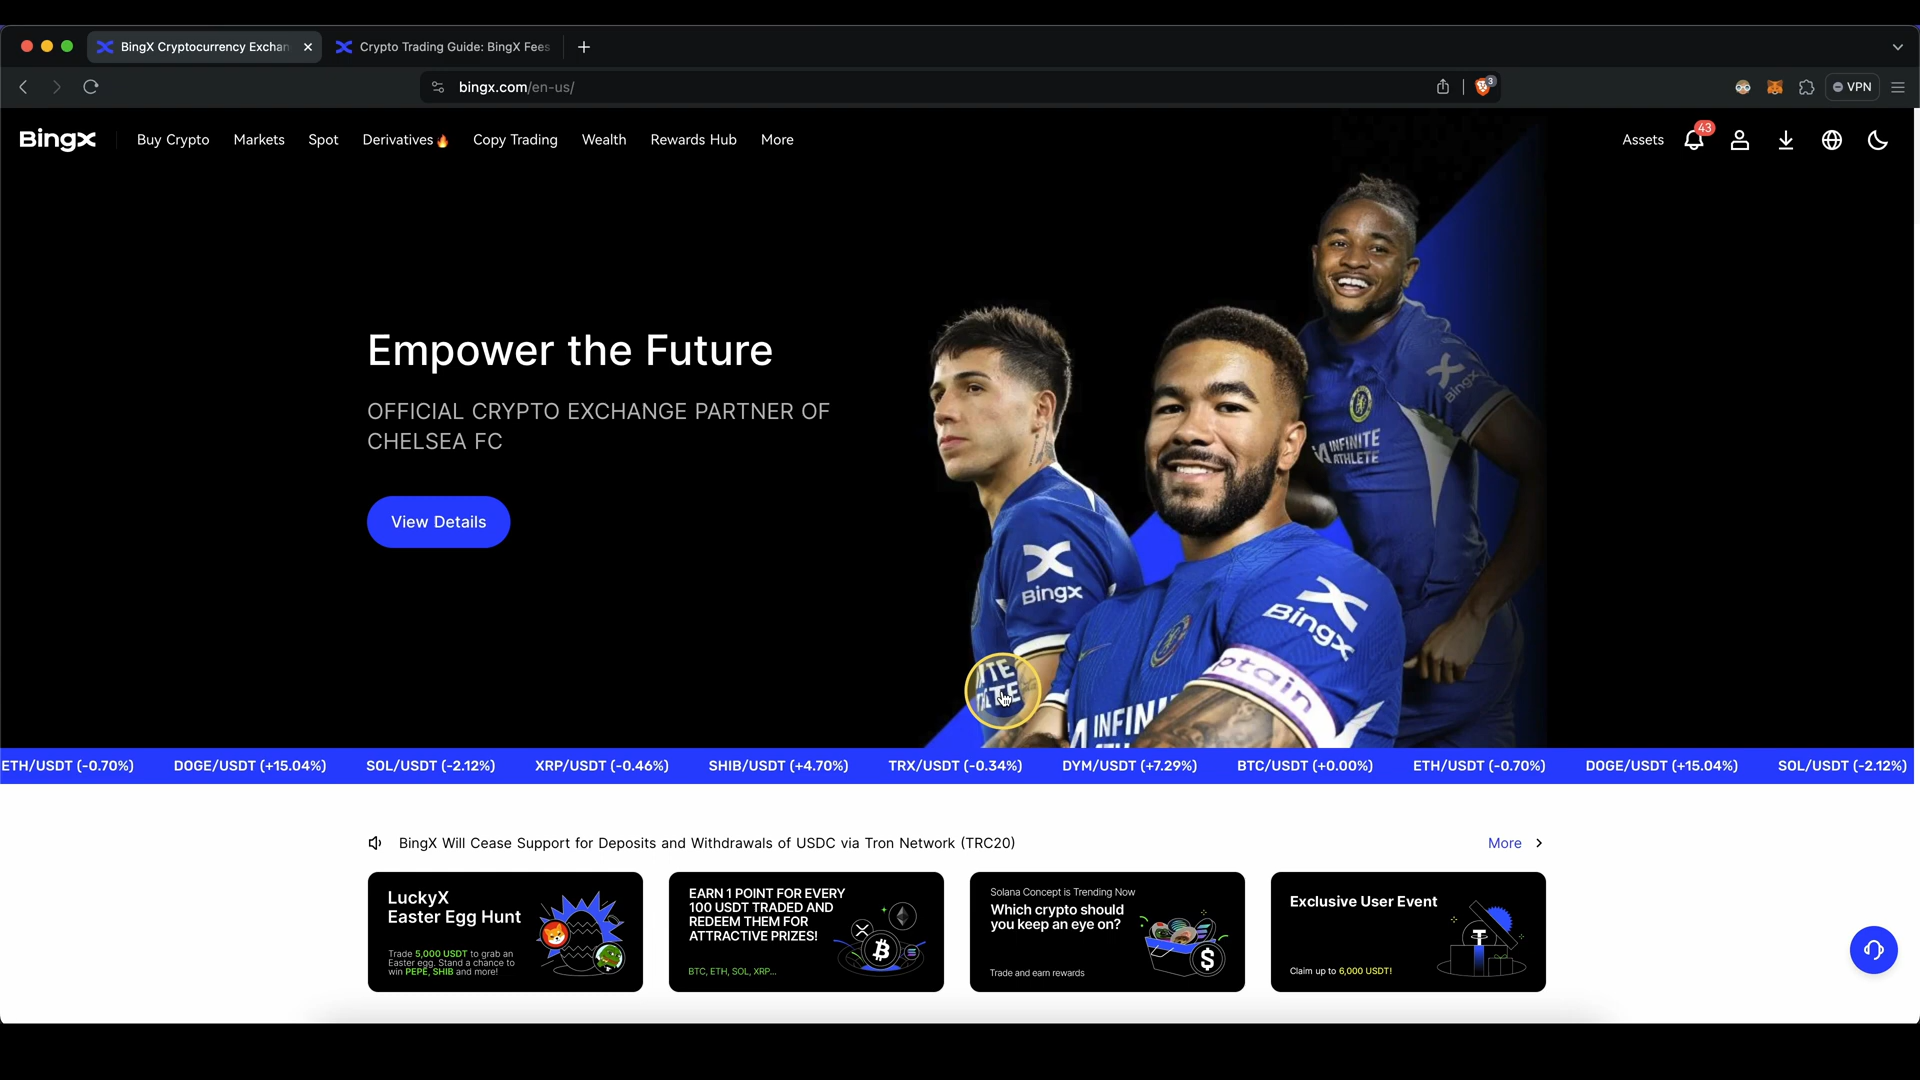 BingX Cryptocurrency Exchan
Crypto Trading Guide: BingX Fees
bingx.com/en-us/
3
VPN
BingX
Buy Crypto
Markets
Spot
Derivatives
Copy Trading
Wealth
Rewards Hub
More
Assets
43
Empower the Future
OFFICIAL CRYPTO EXCHANGE PARTNER OF
CHELSEA FC
View Details
INFINITE
ATHLETE
BingX
BingX
BingX
ptain
ITE
INFIN
ETH/USDT (-0.70%)
DOGE/USDT (+15.04%)
SOL/USDT (-2.12%)
XRP/USDT (-0.46%)
SHIB/USDT (+4.70%)
TRX/USDT (-0.34%)
DYM/USDT (+7.29%)
BTC/USDT (+0.00%)
ETH/USDT (-0.70%)
DOGE/USDT (+15.04%)
SOL/USDT (-2.12%)
BingX Will Cease Support for Deposits and Withdrawals of USDC via Tron Network (TRC20)
More
LuckyX
Easter Egg Hunt
Trade 5,000 USDT to grab an
Easter egg. Stand a chance to
win PEPE, SHIB and more!
EARN 1 POINT FOR EVERY
100 USDT TRADED AND
REDEEM THEM FOR
ATTRACTIVE PRIZES!
BTC, ETH, SOL, XRP...
Solana Concept is Trending Now
Which crypto should
you keep an eye on?
Trade and earn rewards
Exclusive User Event
Claim up to 6,000 USDT!